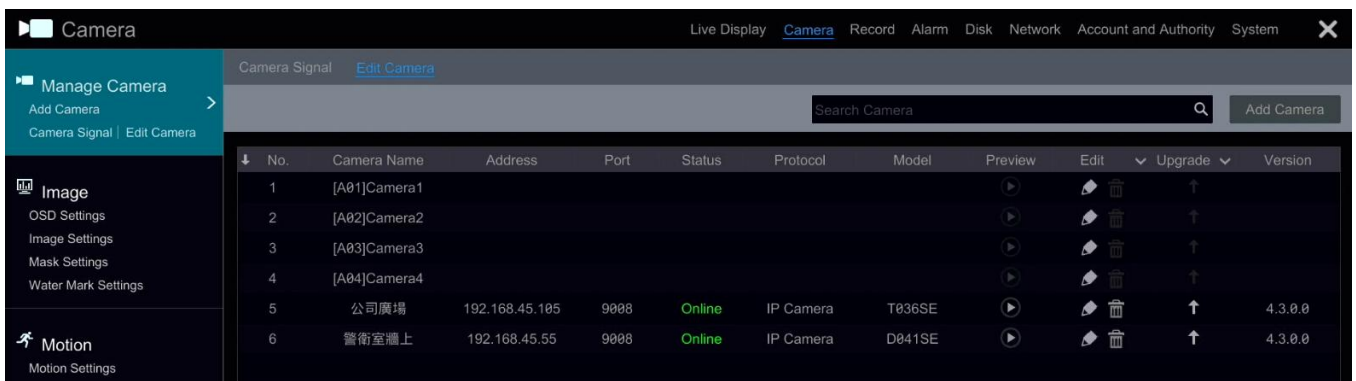 Camera
Live Display Camera Record Alarm Disk Network Account and Authority System
Manage Camera
Add Camera
Camera Signal | Edit Camera
Image
OSD Settings
Image Settings
Mask Settings
Water Mark Settings
Motion
Motion Settings
Camera Signal Edit Camera
Search Camera Add Camera
No. Camera Name Address Port Status Protocol Model Preview Edit Upgrade Version
1 [A01]Camera1
2 [A02]Camera2
3 [A03]Camera3
4 [A04]Camera4
5 公司廣場 192.168.45.105 9008 Online IP Camera T036SE 4.3.0.0
6 警衛室牆上 192.168.45.55 9008 Online IP Camera D041SE 4.3.0.0